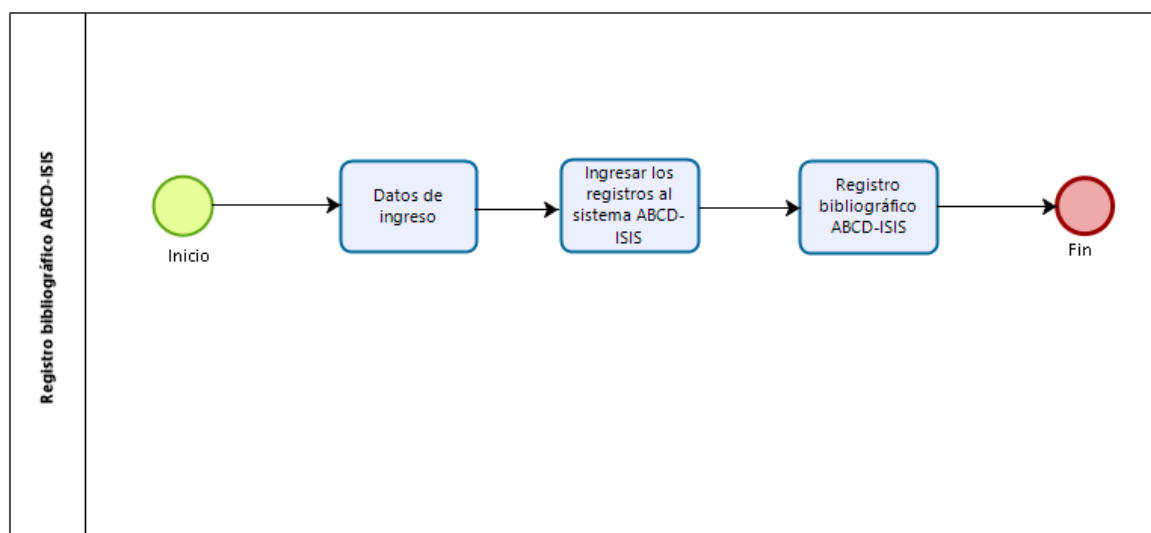 Registro bibliográfico ABCD-ISIS
Inicio
Datos de
ingreso
Ingresar los
registros al
sistema ABCD-
ISIS
Registro
bibliográfico
ABCD-ISIS
Fin